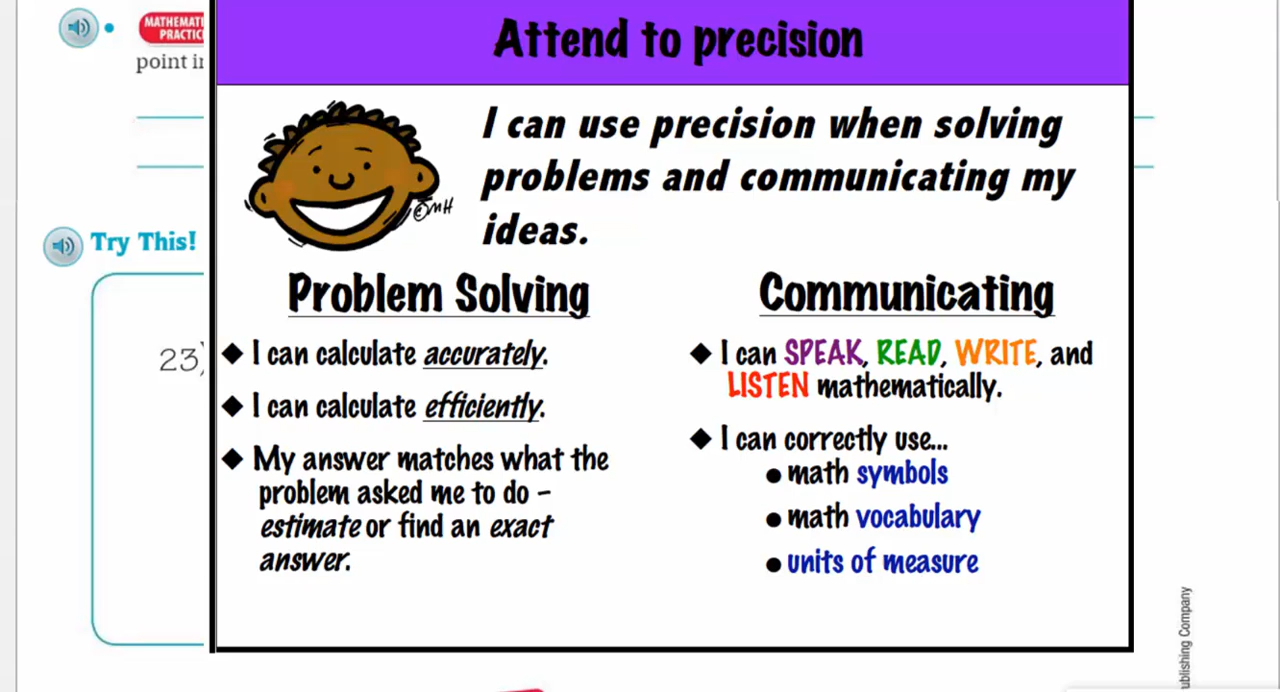 MATHEMATI
PRACTIC
point in
Attend to precision
I can use precision when solving
problems and communicating my
ideas.
©MH
Try This!
23)
Problem Solving
◆ I can calculate accurately.
◆ I can calculate efficiently.
◆ My answer matches what the
problem asked me to do –
estimate or find an exact
answer.
Communicating
◆ I can SPEAK, READ, WRITE, and
LISTEN mathematically.
◆ I can correctly use...
● math symbols
● math vocabulary
● units of measure
ublishing Company